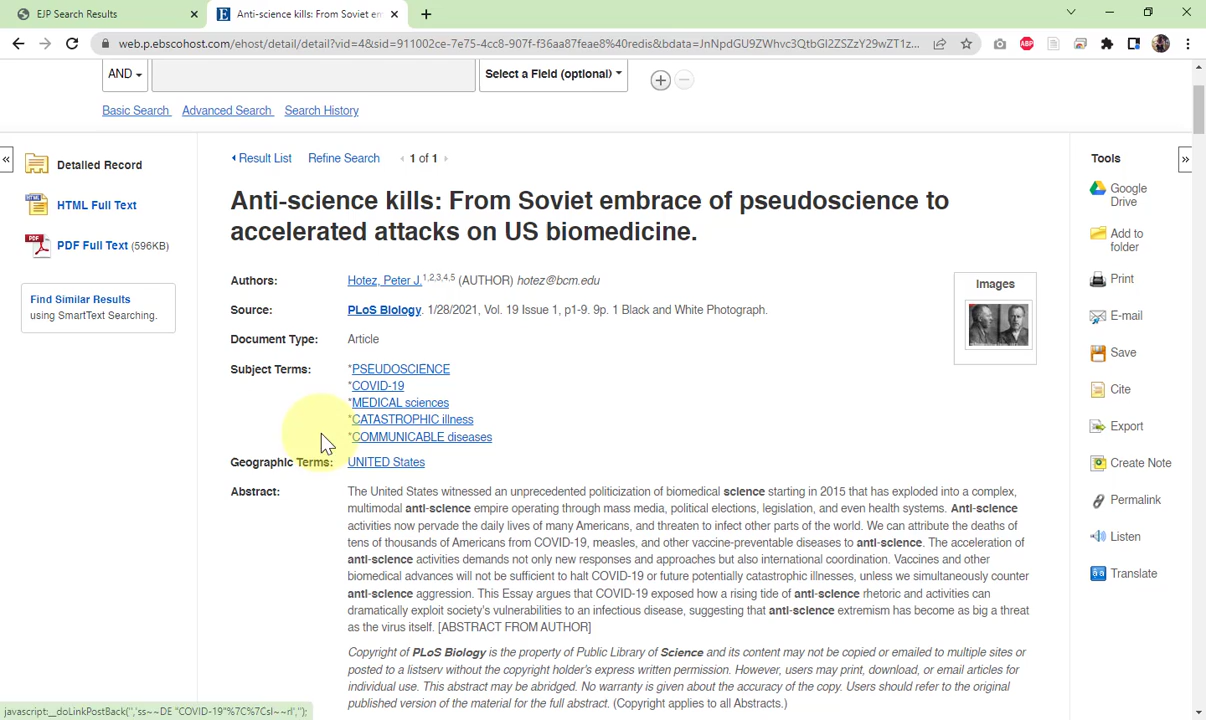 EJP Search Results
Anti-science kills: From Soviet em
web.p.ebscohost.com/ehost/detail/detail?vid=4&sid=911002ce-7e75-4cc8-907f-f36aa87feae8%40redis&bdata=JnNpdGU9ZWhvc3QtbGl2ZSZzY29wZT1z...
AND
Select a Field (optional)
Basic Search Advanced Search Search History
Detailed Record
HTML Full Text
PDF Full Text (596KB)
Find Similar Results
using SmartText Searching.
Result List Refine Search 1 of 1
Anti-science kills: From Soviet embrace of pseudoscience to
accelerated attacks on US biomedicine.
Authors: Hotez, Peter J.1,2,3,4,5 (AUTHOR) hotez@bcm.edu
Source: PLoS Biology. 1/28/2021, Vol. 19 Issue 1, p1-9. 9p. 1 Black and White Photograph.
Document Type: Article
Subject Terms: *PSEUDOSCIENCE
*COVID-19
*MEDICAL sciences
*CATASTROPHIC illness
*COMMUNICABLE diseases
Geographic Terms: UNITED States
Abstract: The United States witnessed an unprecedented politicization of biomedical science starting in 2015 that has exploded into a complex,
multimodal anti-science empire operating through mass media, political elections, legislation, and even health systems. Anti-science
activities now pervade the daily lives of many Americans, and threaten to infect other parts of the world. We can attribute the deaths of
tens of thousands of Americans from COVID-19, measles, and other vaccine-preventable diseases to anti-science. The acceleration of
anti-science activities demands not only new responses and approaches but also international coordination. Vaccines and other
biomedical advances will not be sufficient to halt COVID-19 or future potentially catastrophic illnesses, unless we simultaneously counter
anti-science aggression. This Essay argues that COVID-19 exposed how a rising tide of anti-science rhetoric and activities can
dramatically exploit society's vulnerabilities to an infectious disease, suggesting that anti-science extremism has become as big a threat
as the virus itself. [ABSTRACT FROM AUTHOR]
Copyright of PLoS Biology is the property of Public Library of Science and its content may not be copied or emailed to multiple sites or
posted to a listserv without the copyright holder's express written permission. However, users may print, download, or email articles for
individual use. This abstract may be abridged. No warranty is given about the accuracy of the copy. Users should refer to the original
published version of the material for the full abstract. (Copyright applies to all Abstracts.)
Images
Tools
Google
Drive
Add to
folder
Print
E-mail
Save
Cite
Export
Create Note
Permalink
Listen
Translate
javascript:__doLinkPostBack('','ss~~DE "COVID-19"%7C%7Csl~~rl','');